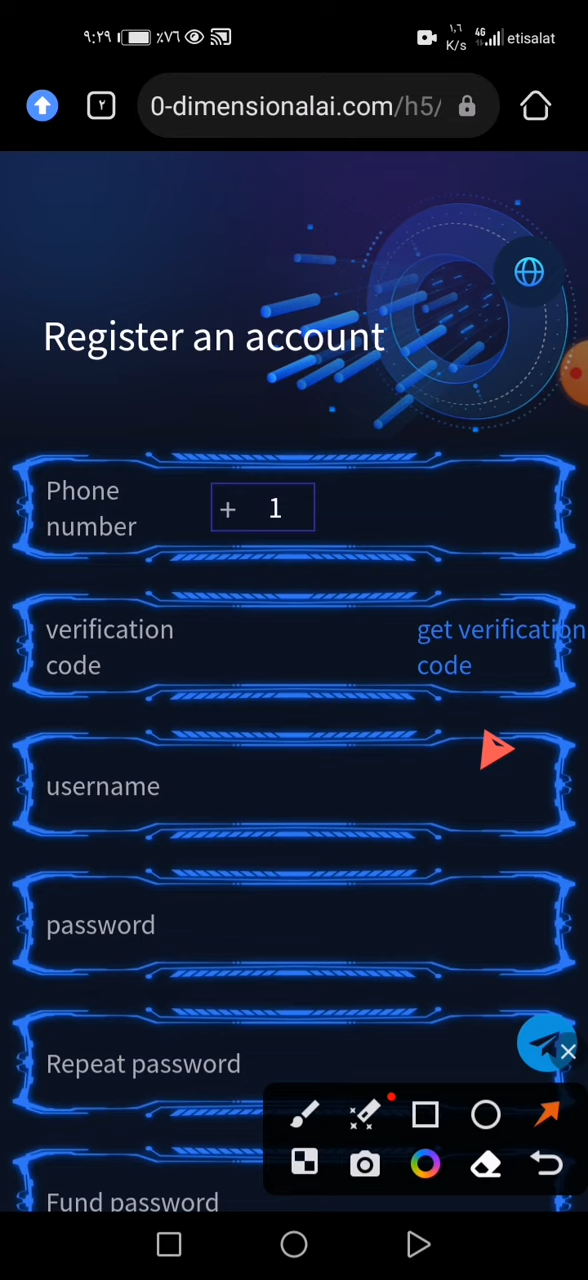 ٩:٢٩ ٪٧٦ ١,٦ K/s 4G etisalat
٢ 0-dimensionalai.com/h5/
Register an account
Phone
number
+ 1
verification
code
get verification
code
username
password
Repeat password
Fund password